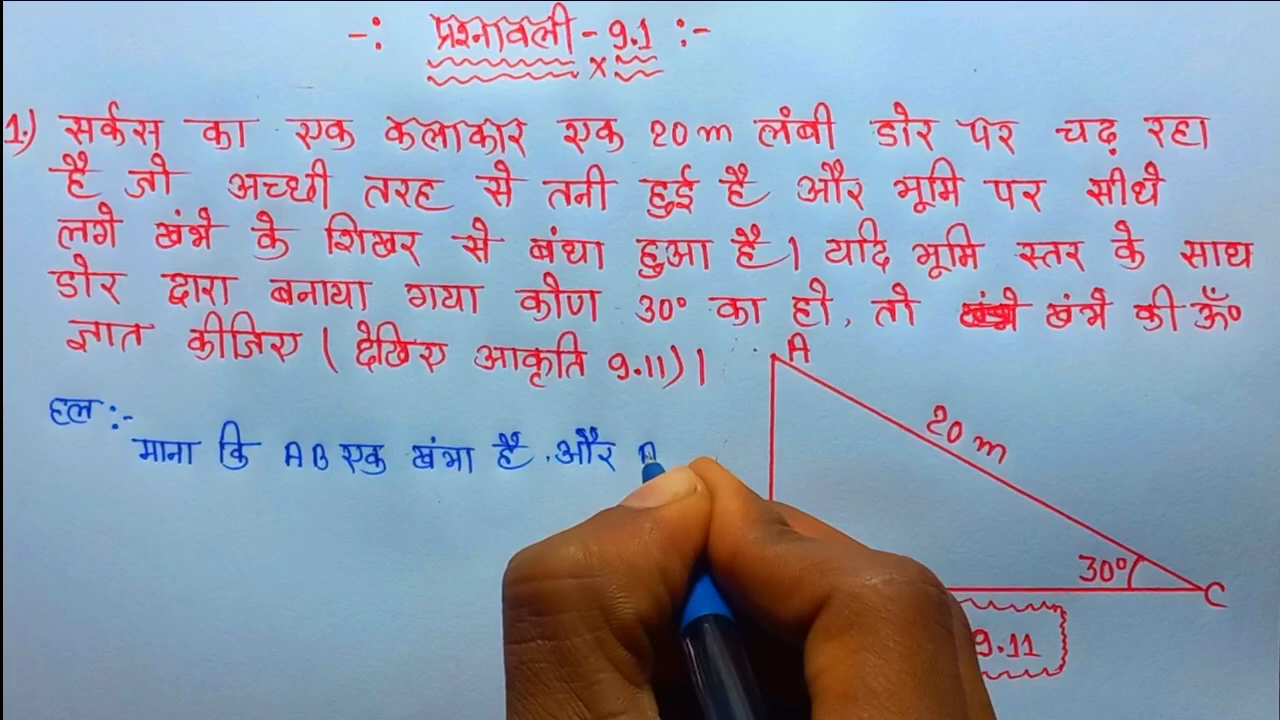 -: प्रश्नावली - 9.1 :-
x
1.) सर्कस का एक कलाकार एक 20 m लंबी डोर पर चढ़ रहा
है जो अच्छी तरह से तनी हुई है और भूमि पर सीधे
लगे खंभे के शिखर से बंधा हुआ है। यदि भूमि स्तर के साथ
डोर द्वारा बनाया गया कोण 30° का हो, तो खंभे की ऊँ०
ज्ञात कीजिए (देखिए आकृति 9.11)।
हल :-
माना कि AB एक खंभा है, और
A
20 m
30°
C
9.11